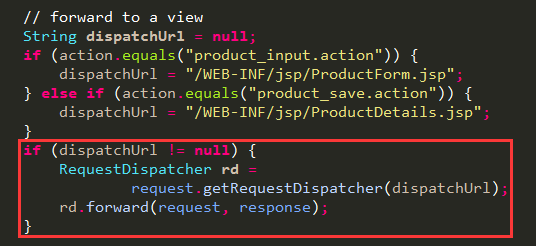 // forward to a view
String dispatchUrl = null;
if (action.equals("product_input.action")) {
    dispatchUrl = "/WEB-INF/jsp/ProductForm.jsp";
} else if (action.equals("product_save.action")) {
    dispatchUrl = "/WEB-INF/jsp/ProductDetails.jsp";
}
if (dispatchUrl != null) {
    RequestDispatcher rd =
            request.getRequestDispatcher(dispatchUrl);
    rd.forward(request, response);
}